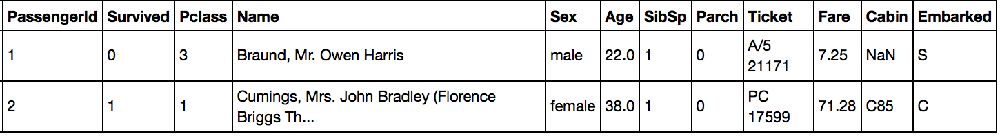 PassengerId Survived Pclass Name Sex Age SibSp Parch Ticket Fare Cabin Embarked
1 0 3 Braund, Mr. Owen Harris male 22.0 1 0 A/5 21171 7.25 NaN S
2 1 1 Cumings, Mrs. John Bradley (Florence Briggs Th... female 38.0 1 0 PC 17599 71.28 C85 C